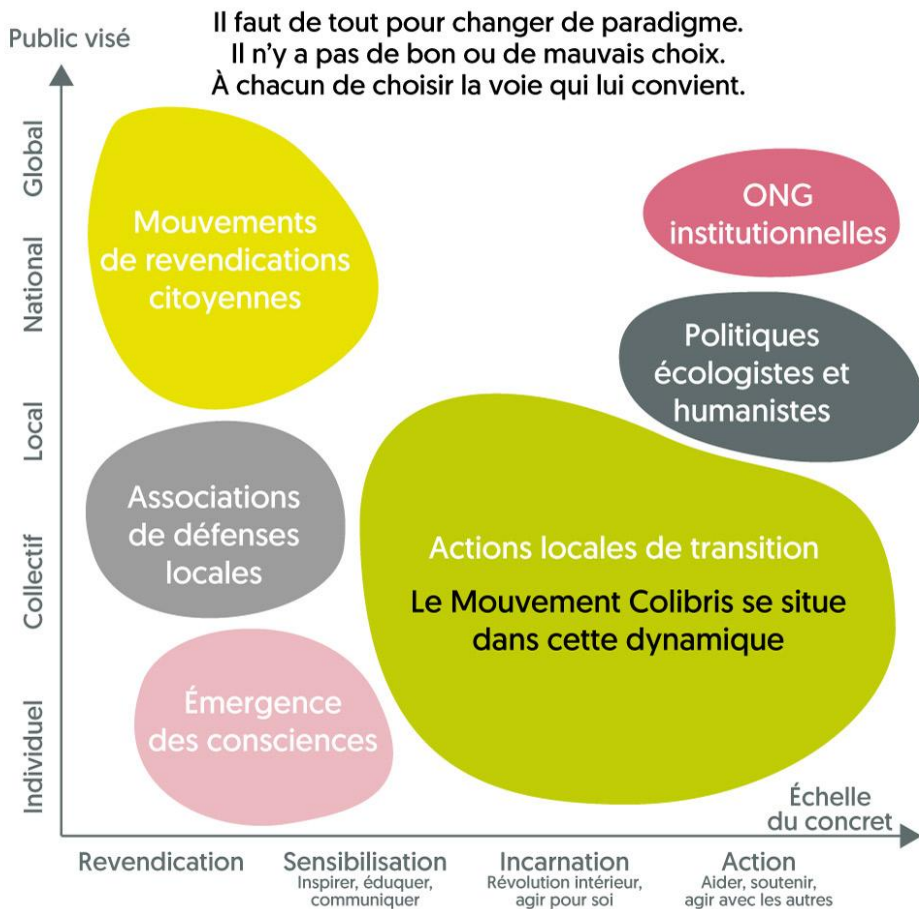 Il faut de tout pour changer de paradigme.
Il n'y a pas de bon ou de mauvais choix.
À chacun de choisir la voie qui lui convient.
Public visé
Global
National
Local
Collectif
Individuel
Mouvements
de revendications
citoyennes
ONG
institutionnelles
Politiques
écologistes et
humanistes
Associations
de défenses
locales
Actions locales de transition
Le Mouvement Colibris se situe
dans cette dynamique
Émergence
des consciences
Échelle
du concret
Revendication
Sensibilisation
Inspirer, éduquer,
communiquer
Incarnation
Révolution intérieur,
agir pour soi
Action
Aider, soutenir,
agir avec les autres